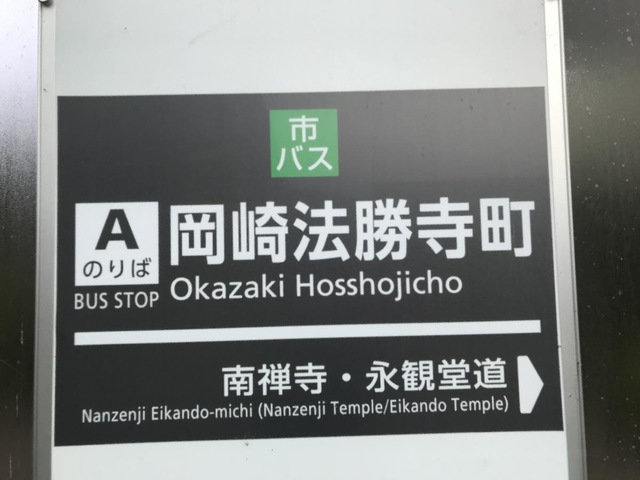 市
バス
A
のりば
BUS STOP
岡崎法勝寺町
Okazaki Hosshojicho
南禅寺・永観堂道
Nanzenji Eikando-michi (Nanzenji Temple/Eikando Temple)